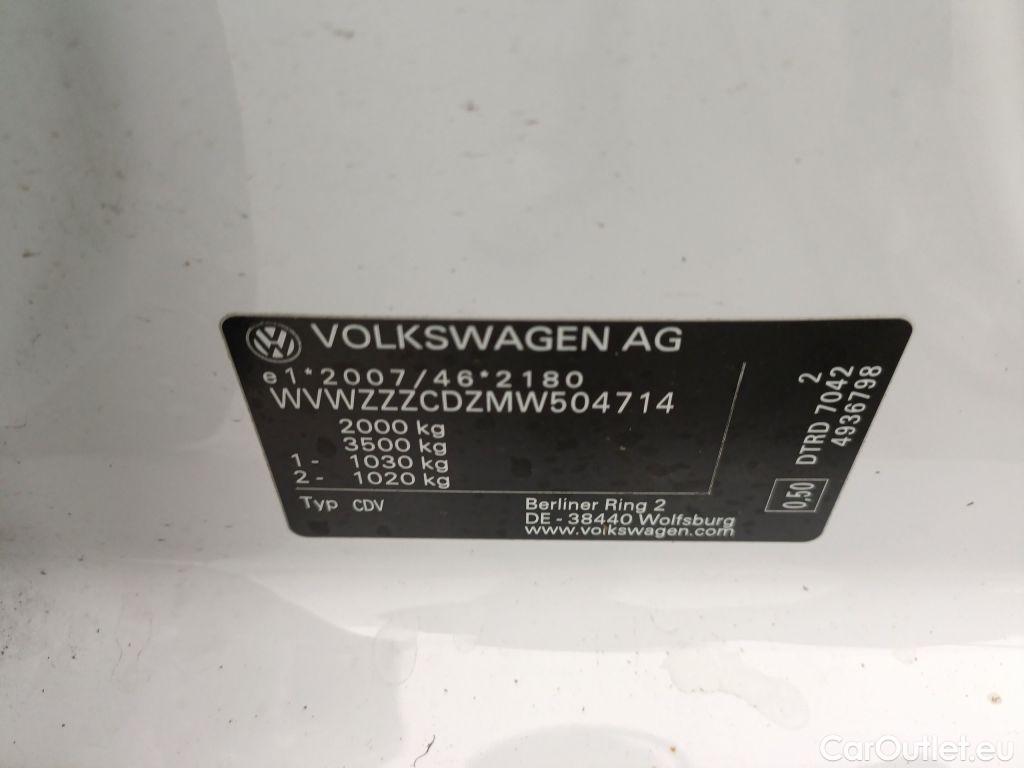 VOLKSWAGEN AG
e1*2007/46*2180
WVWZZZCDZMW504714
2000 kg
3500 kg
1- 1030 kg
2- 1020 kg
Typ CDV
Berliner Ring 2
DE - 38440 Wolfsburg
www.volkswagen.com
2
DTRD 7042
4936798
0,50
CarOutlet.eu